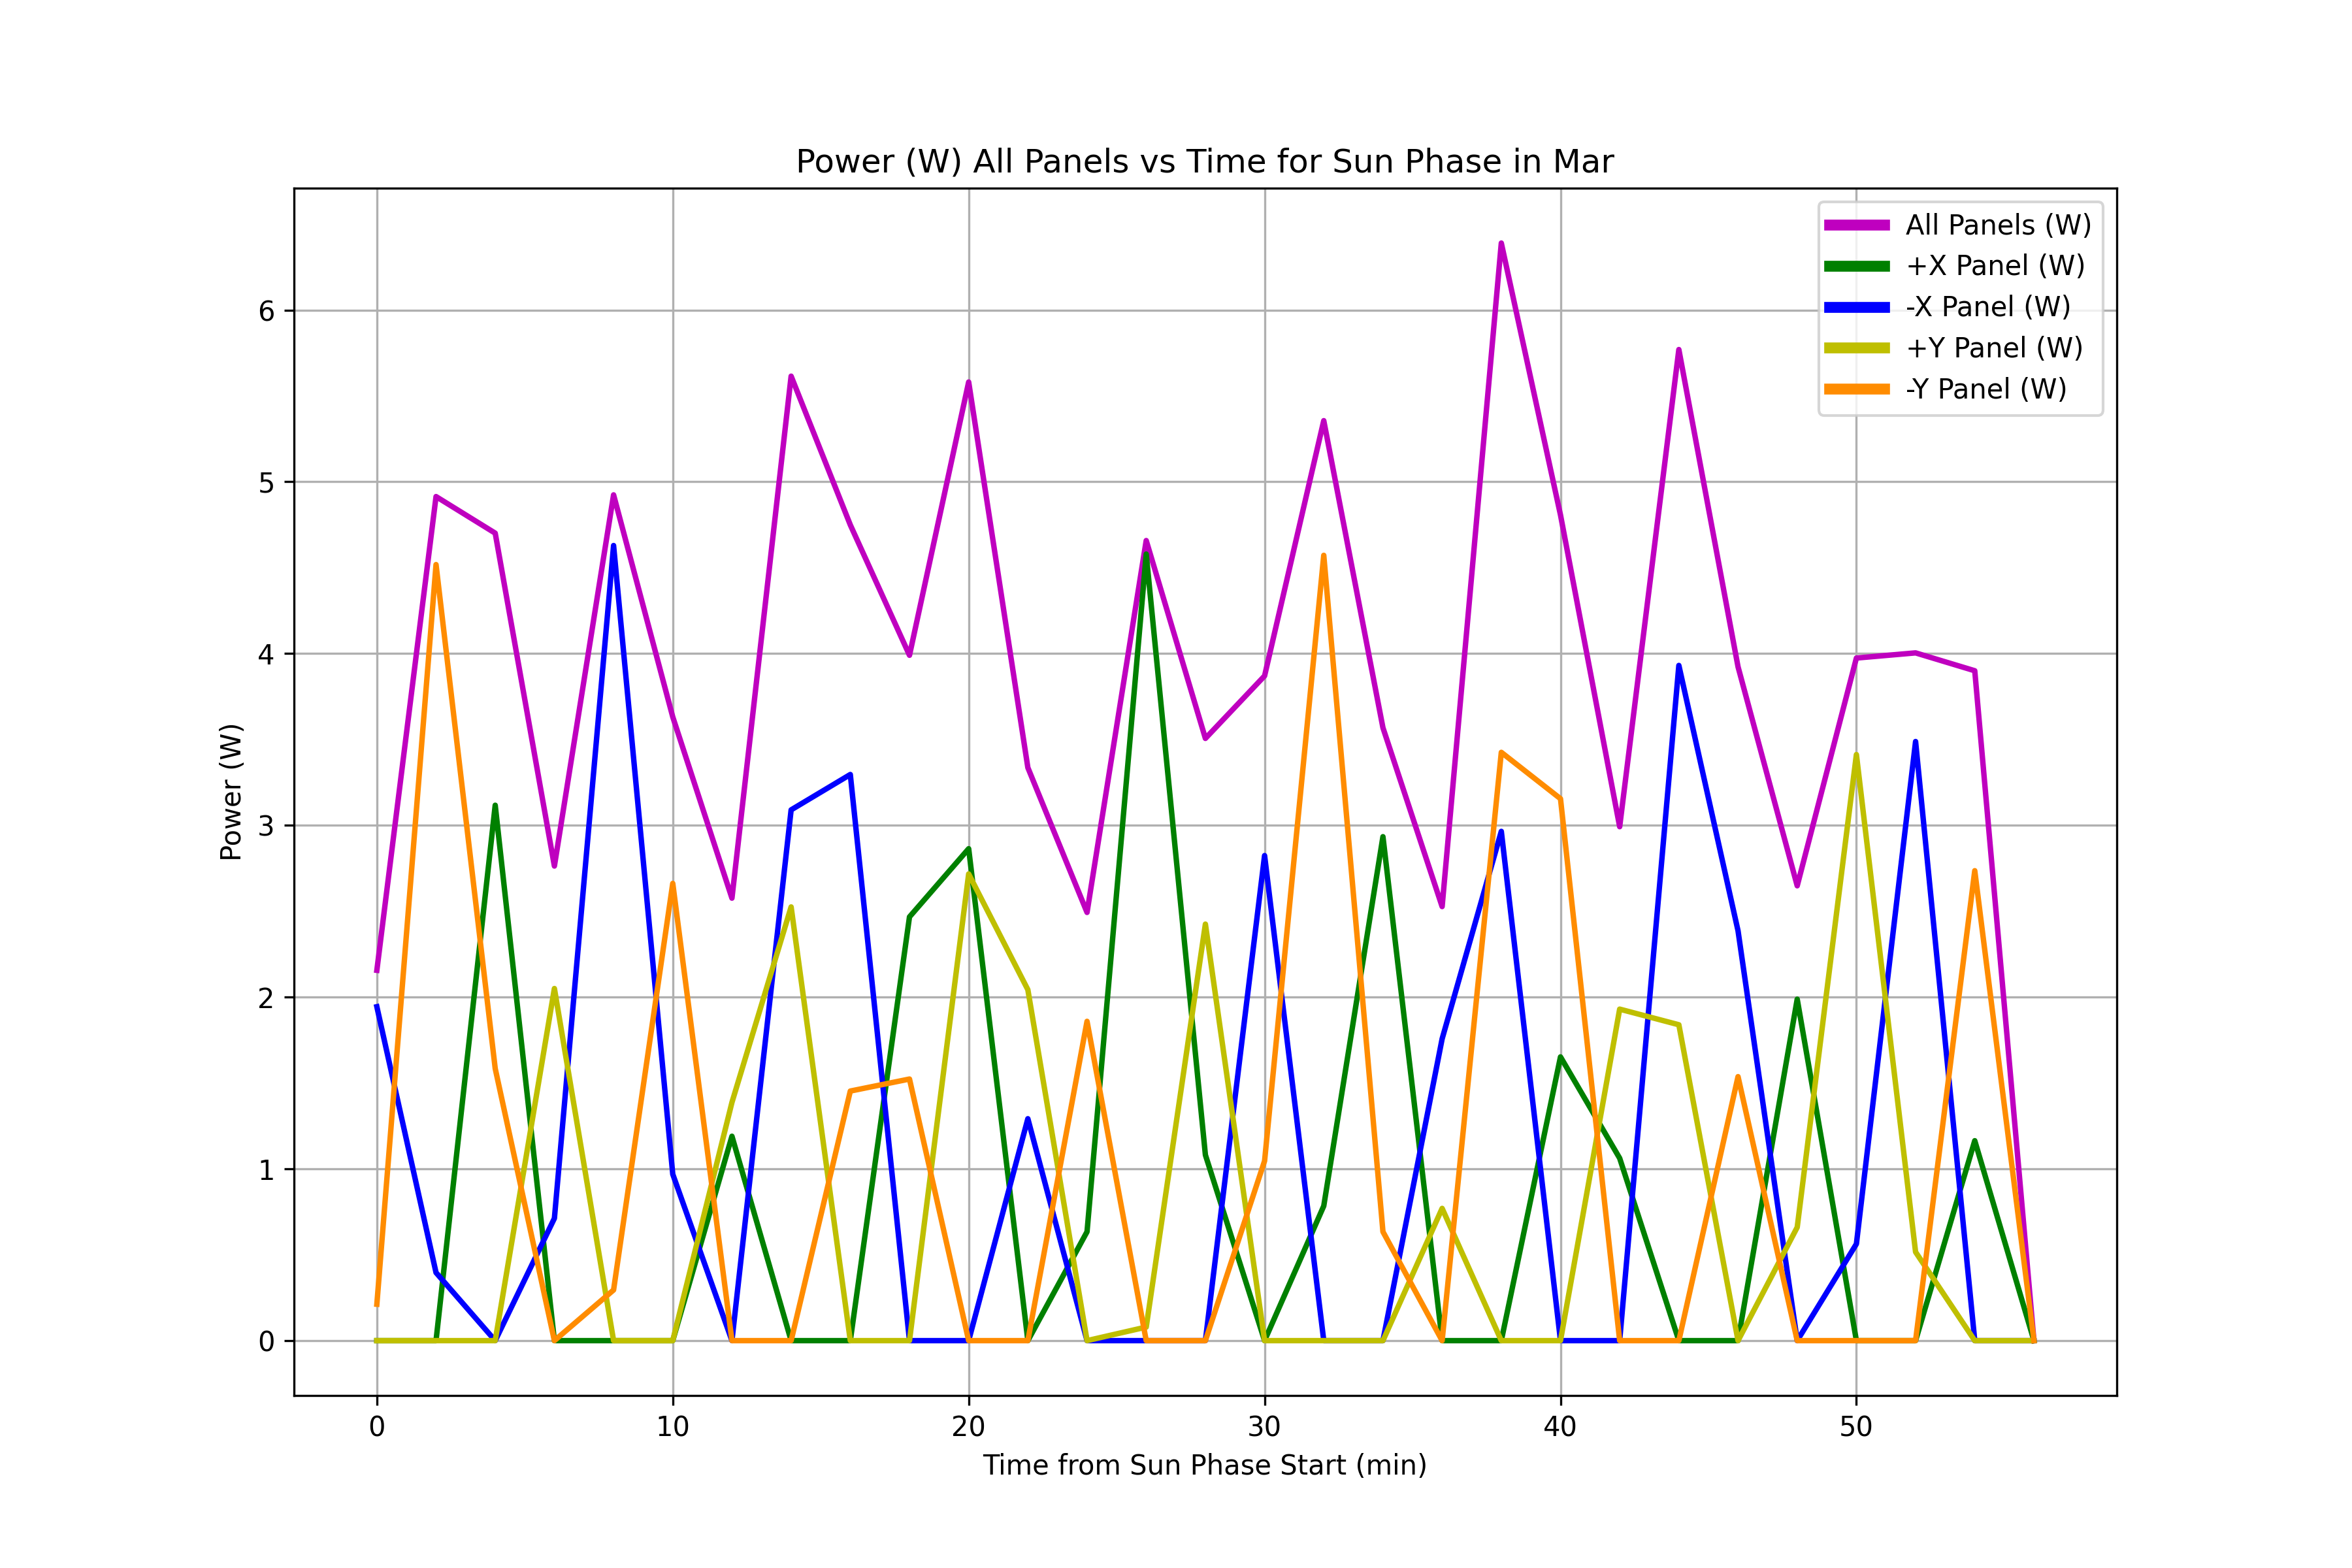 Power (W) All Panels vs Time for Sun Phase in Mar
All Panels (W)
+X Panel (W)
-X Panel (W)
+Y Panel (W)
-Y Panel (W)
6
5
4
3
2
1
0
Power (W)
0 10 20 30 40 50
Time from Sun Phase Start (min)